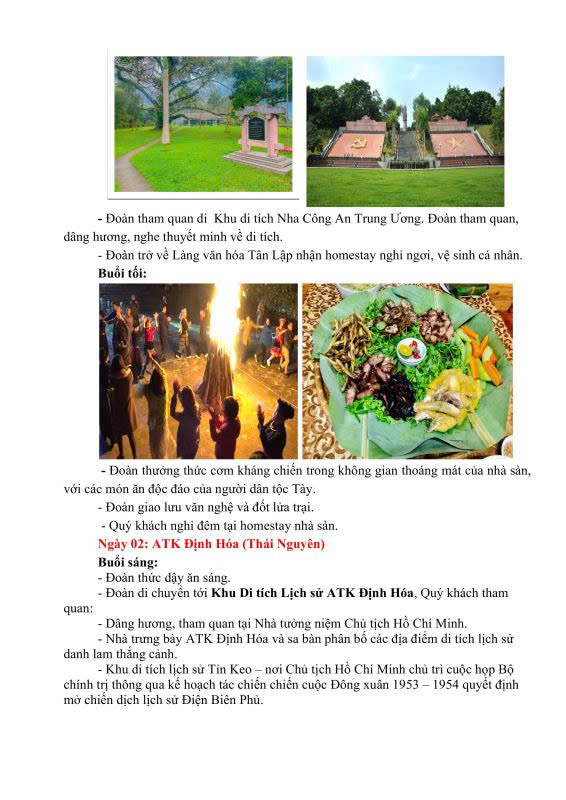 - Đoàn tham quan di  Khu di tích Nha Công An Trung Ương. Đoàn tham quan,
dâng hương, nghe thuyết minh về di tích.
- Đoàn trở về Làng văn hóa Tân Lập nhận homestay nghỉ ngơi, vệ sinh cá nhân.
Buổi tối:
- Đoàn thưởng thức cơm kháng chiến trong không gian thoáng mát của nhà sàn,
với các món ăn độc đáo của người dân tộc Tày.
- Đoàn giao lưu văn nghệ và đốt lửa trại.
- Quý khách nghỉ đêm tại homestay nhà sàn.
Ngày 02: ATK Định Hóa (Thái Nguyên)
Buổi sáng:
- Đoàn thức dậy ăn sáng.
- Đoàn di chuyển tới Khu Di tích Lịch sử ATK Định Hóa, Quý khách tham
quan:
- Dâng hương, tham quan tại Nhà tưởng niệm Chủ tịch Hồ Chí Minh.
- Nhà trưng bày ATK Định Hóa và sa bàn phân bố các địa điểm di tích lịch sử
danh lam thắng cảnh.
- Khu di tích lịch sử Tỉn Keo – nơi Chủ tịch Hồ Chí Minh chủ trì cuộc họp Bộ
chính trị thông qua kế hoạch tác chiến chiến cuộc Đông xuân 1953 – 1954 quyết định
mở chiến dịch lịch sử Điện Biên Phủ.